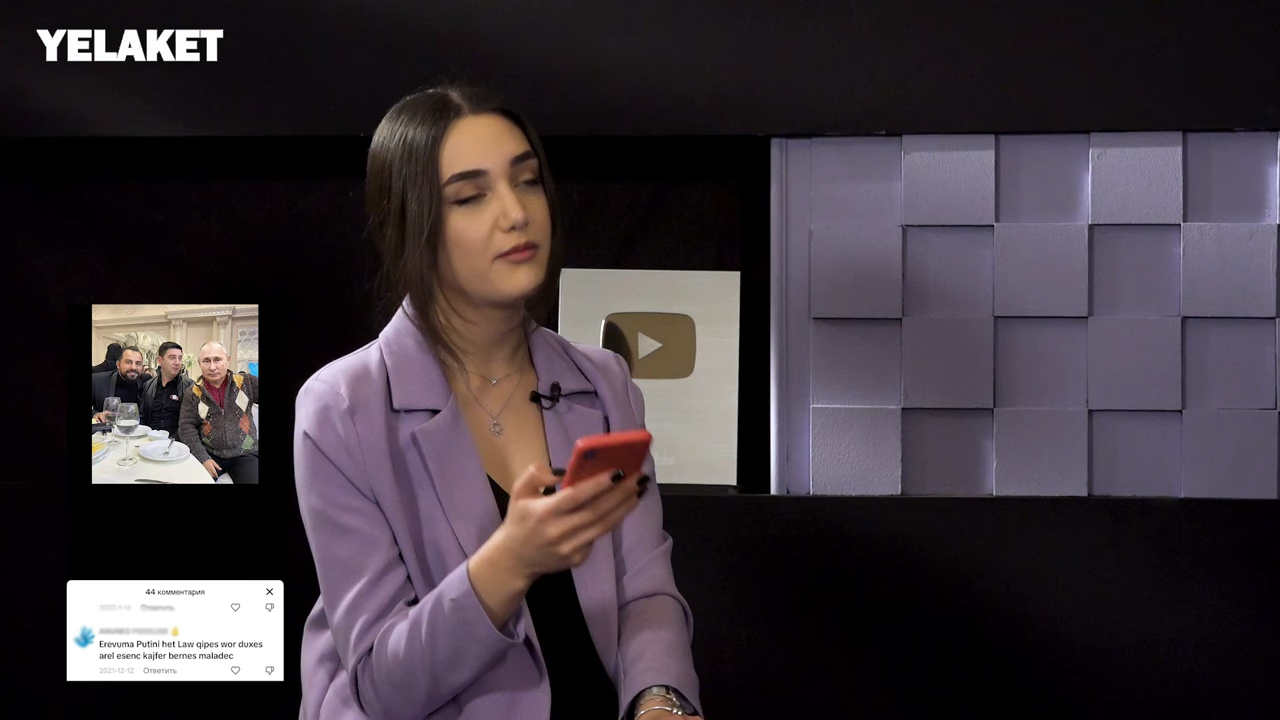 YELAKET
44 комментария
Ответить
Erevuma Putini het Law qipes wor duxes
arel esenc kajfer bernes maladec
2021-12-12 Ответить